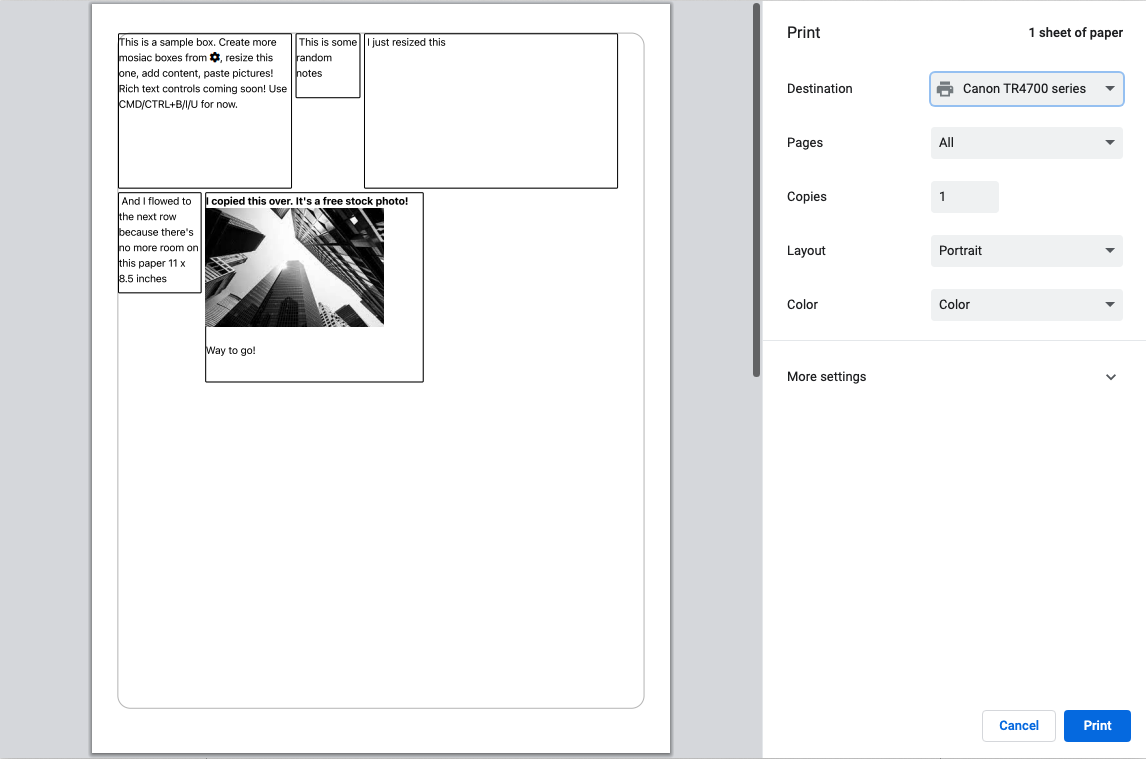 This is a sample box. Create more
mosiac boxes from , resize this
one, add content, paste pictures!
Rich text controls coming soon! Use
CMD/CTRL+B/I/U for now.
This is some
random
notes
I just resized this
And I flowed to
the next row
because there's
no more room on
this paper 11 x
8.5 inches
I copied this over. It's a free stock photo!
Way to go!
Print
1 sheet of paper
Destination
Canon TR4700 series
Pages
All
Copies
1
Layout
Portrait
Color
Color
More settings
Cancel
Print